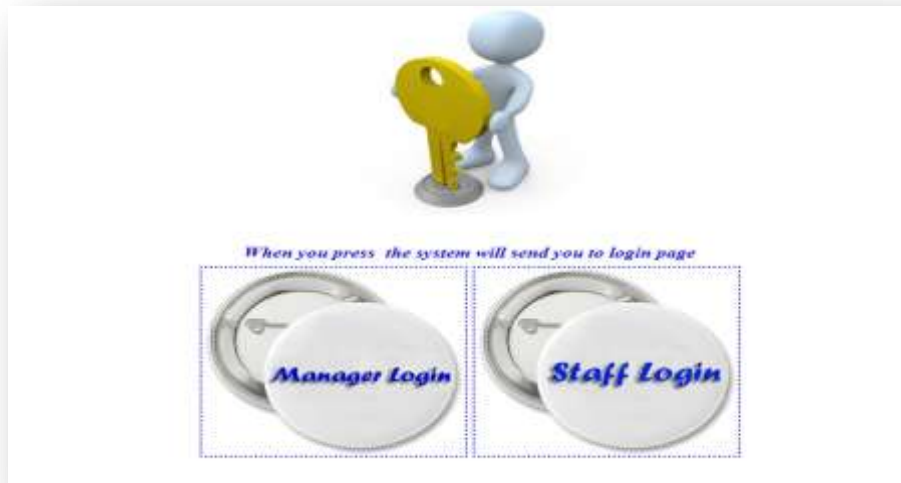 When you press the system will send you to login page
Manager Login
Staff Login